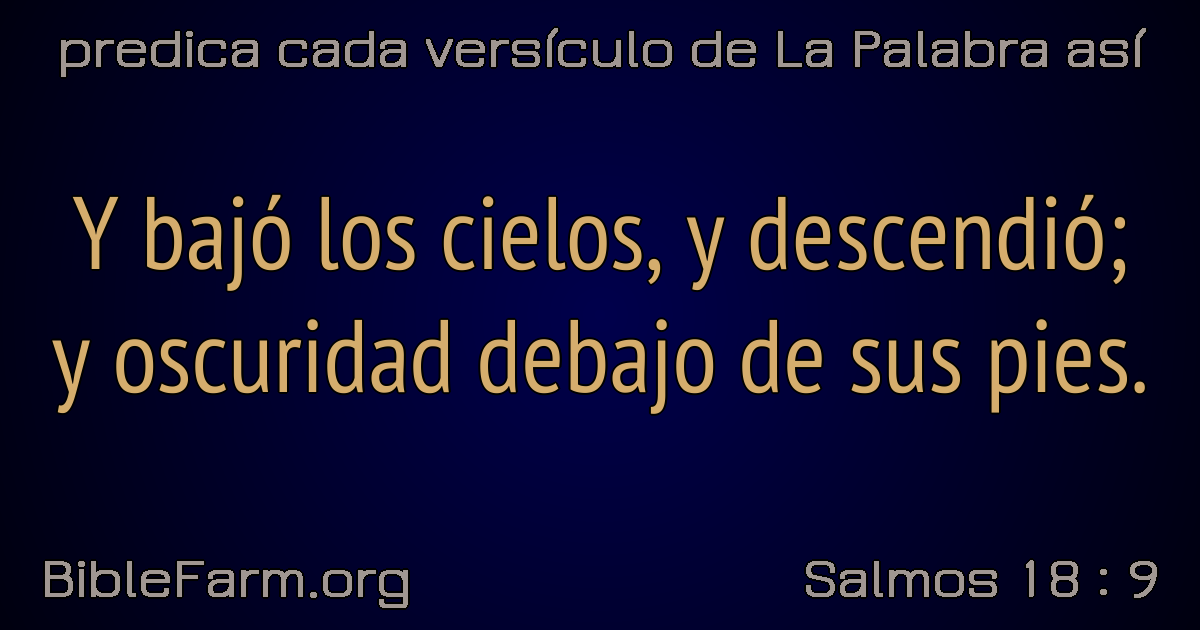 predica cada versículo de La Palabra así
Y bajó los cielos, y descendió;
y oscuridad debajo de sus pies.
BibleFarm.org
Salmos 18 : 9